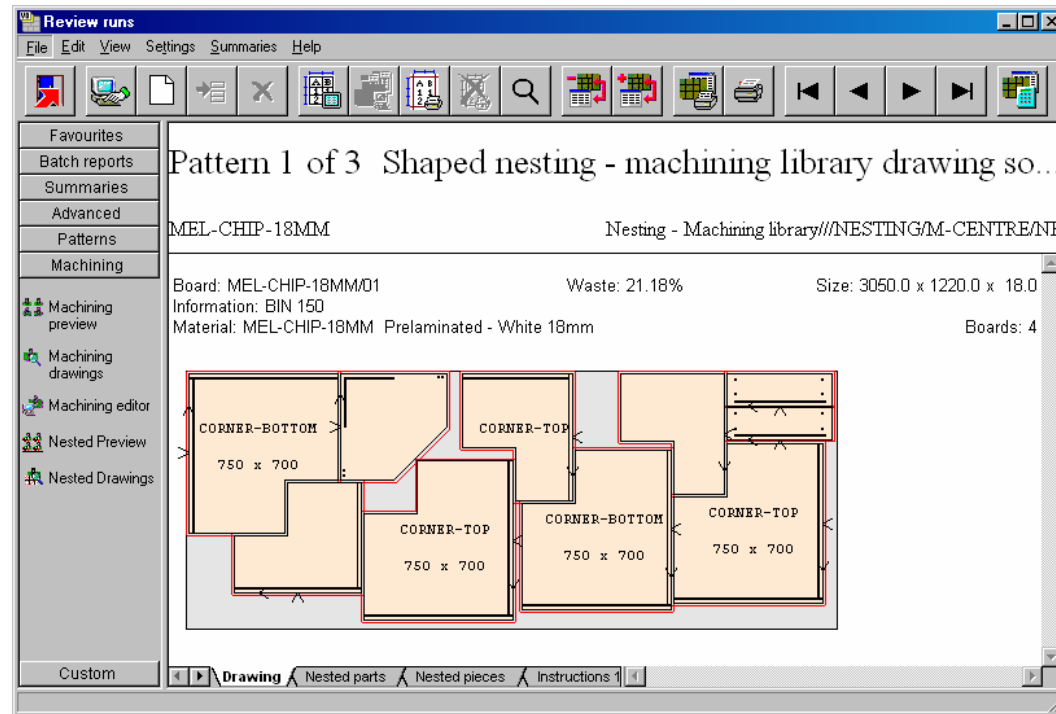 Review runs
File Edit View Settings Summaries Help
Favourites
Batch reports
Summaries
Advanced
Patterns
Machining
Machining
preview
Machining
drawings
Machining editor
Nested Preview
Nested Drawings
Custom
Pattern 1 of 3 Shaped nesting - machining library drawing so...
MEL-CHIP-18MM Nesting - Machining library///NESTING/M-CENTRE/
Board: MEL-CHIP-18MM/01 Waste: 21.18% Size: 3050.0 x 1220.0 x 18.0
Information: BIN 150
Material: MEL-CHIP-18MM Prelaminated - White 18mm Boards: 4
CORNER-BOTTOM
750 x 700
CORNER-TOP
CORNER-TOP
750 x 700
CORNER-BOTTOM
750 x 700
CORNER-TOP
750 x 700
Drawing Nested parts Nested pieces Instructions 1